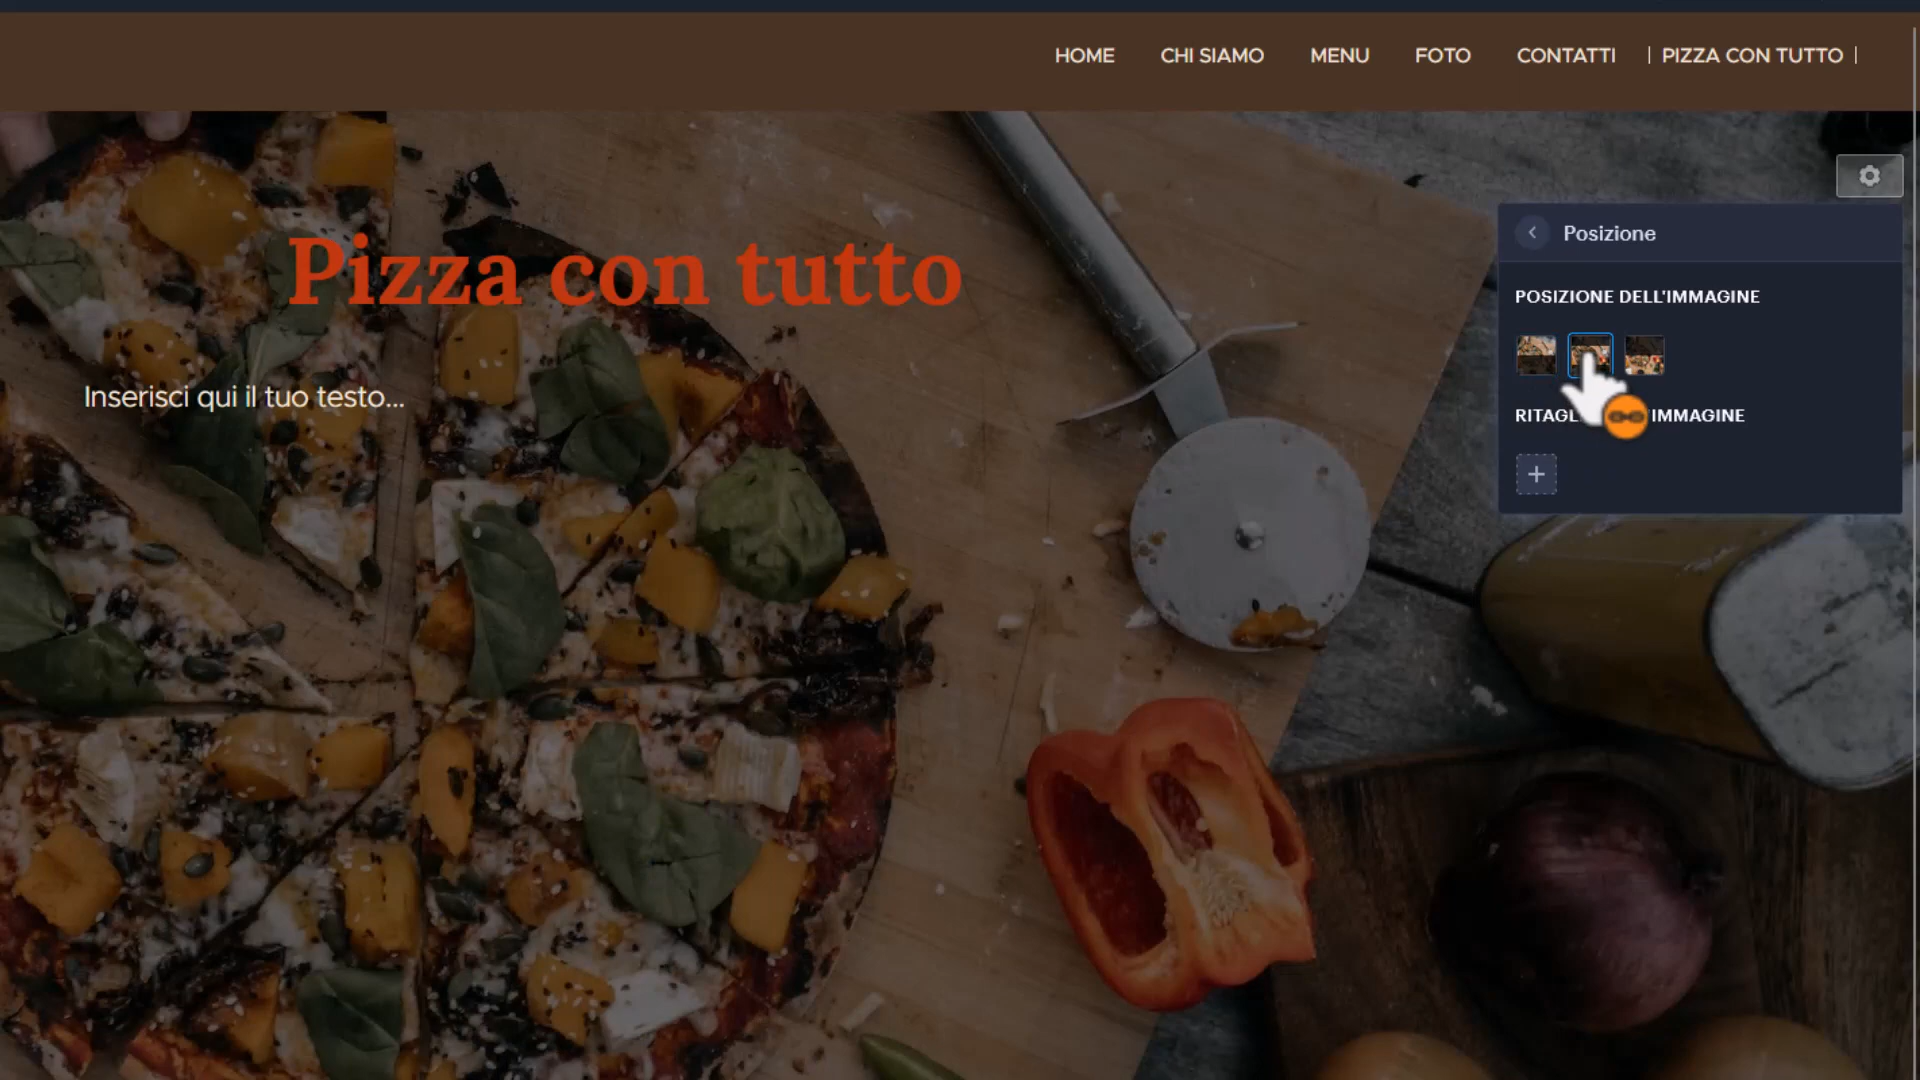 HOME CHI SIAMO MENU FOTO CONTATTI | PIZZA CON TUTTO |
Pizza con tutto
Inserisci qui il tuo testo...
Posizione
POSIZIONE DELL'IMMAGINE
IMMAGINE